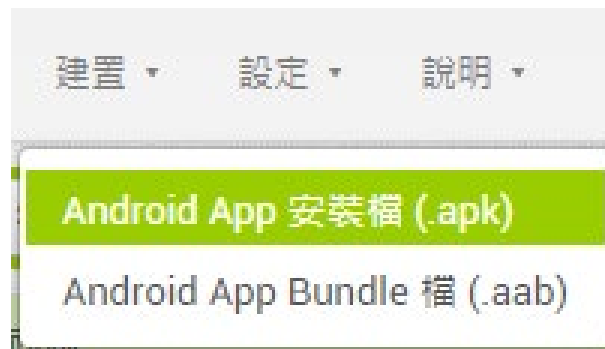 建置 ▾ 設定 ▾ 說明 ▾
Android App 安裝檔 (.apk)
Android App Bundle 檔 (.aab)